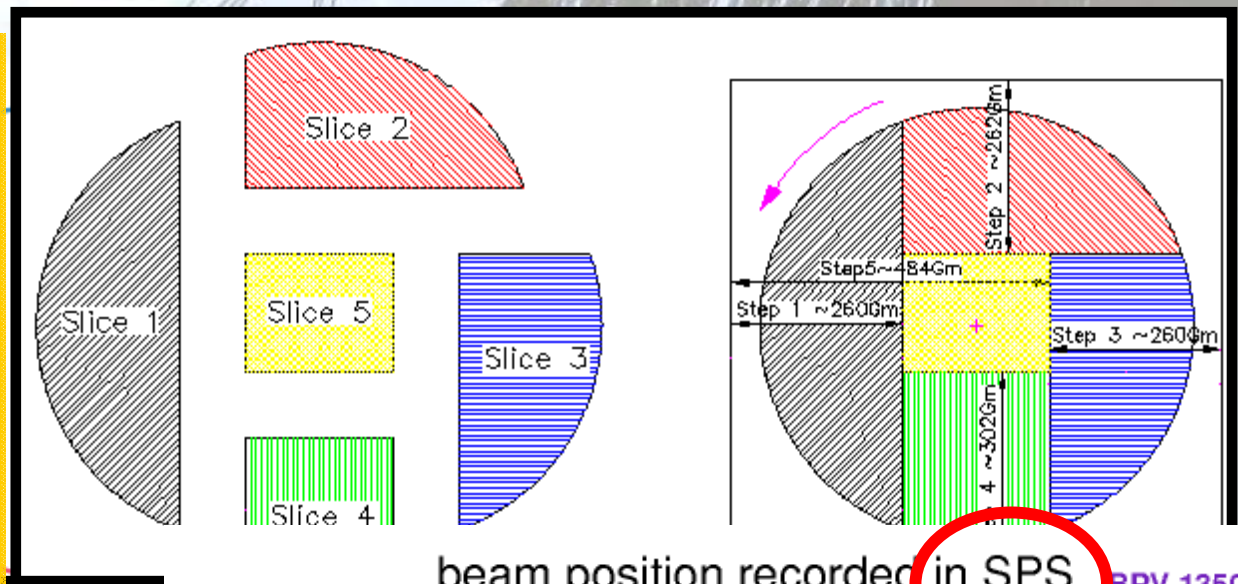 Slice 2
Slice 1
Slice 5
Slice 3
Slice 4
Step 2 ~262Gm
Step5~484Gm
Step 1 ~260Gm
Step 3 ~260Gm
4 ~302Gm
beam position recorded in SPS